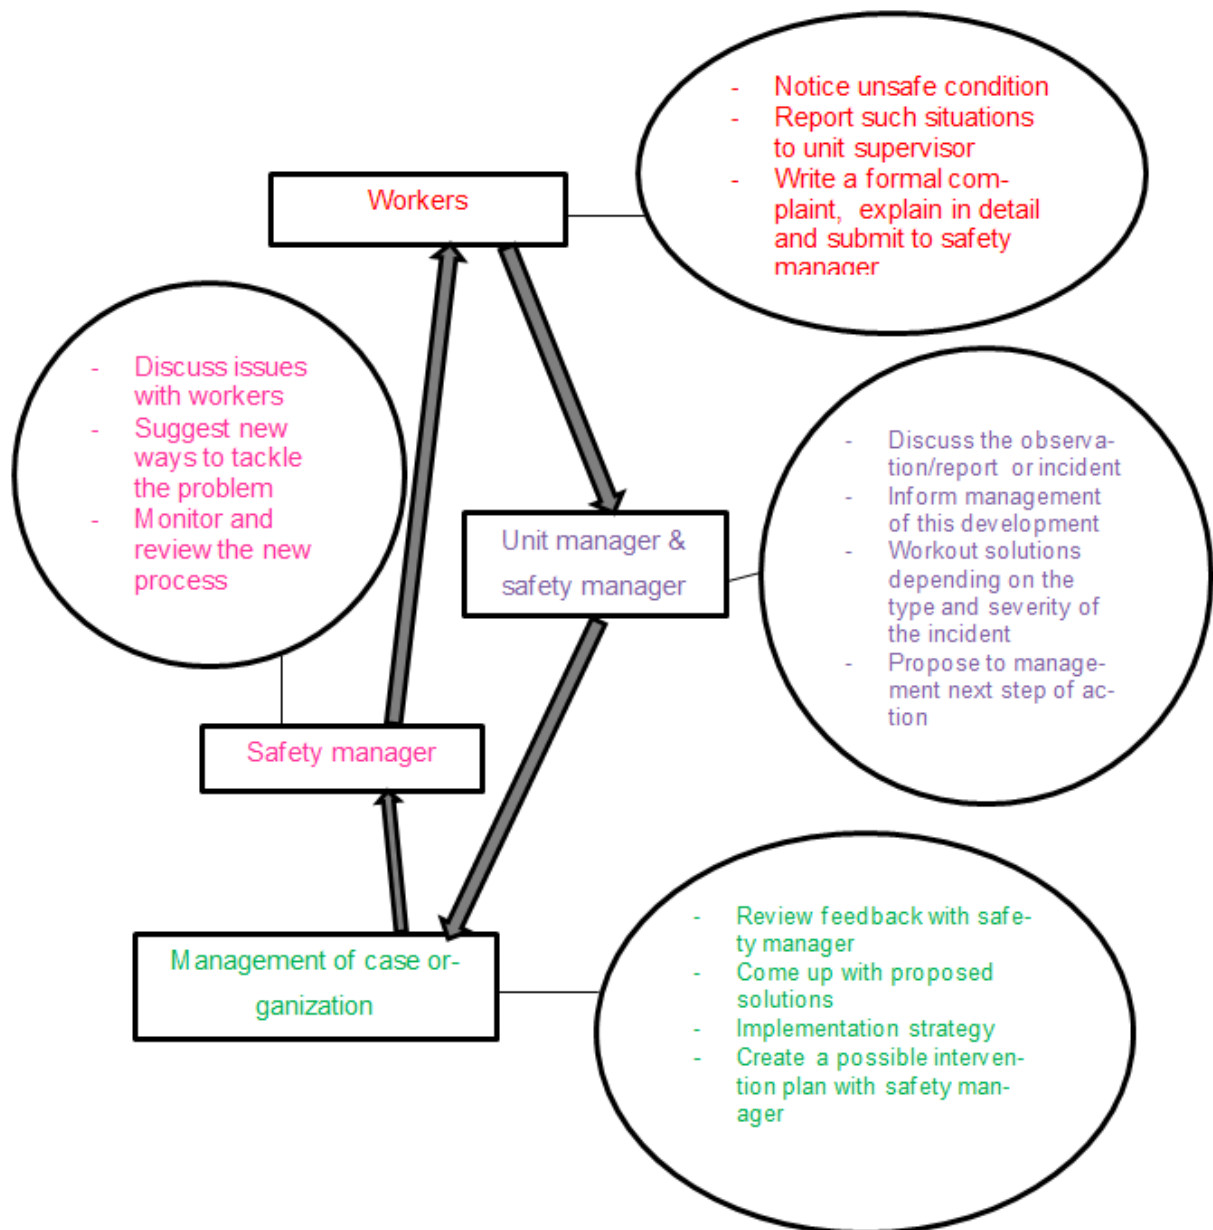 - Notice unsafe condition
- Report such situations
to unit supervisor
- Write a formal com-
plaint, explain in detail
and submit to safety
manager
Workers
- Discuss issues
with workers
- Suggest new
ways to tackle
the problem
- Monitor and
review the new
process
- Discuss the observa-
tion/report or incident
- Inform management
of this development
- Workout solutions
depending on the
type and severity of
the incident
- Propose to manage-
ment next step of ac-
tion
Unit manager &
safety manager
Safety manager
- Review feedback with safe-
ty manager
- Come up with proposed
solutions
- Implementation strategy
- Create a possible interven-
tion plan with safety man-
ager
Management of case or-
ganization